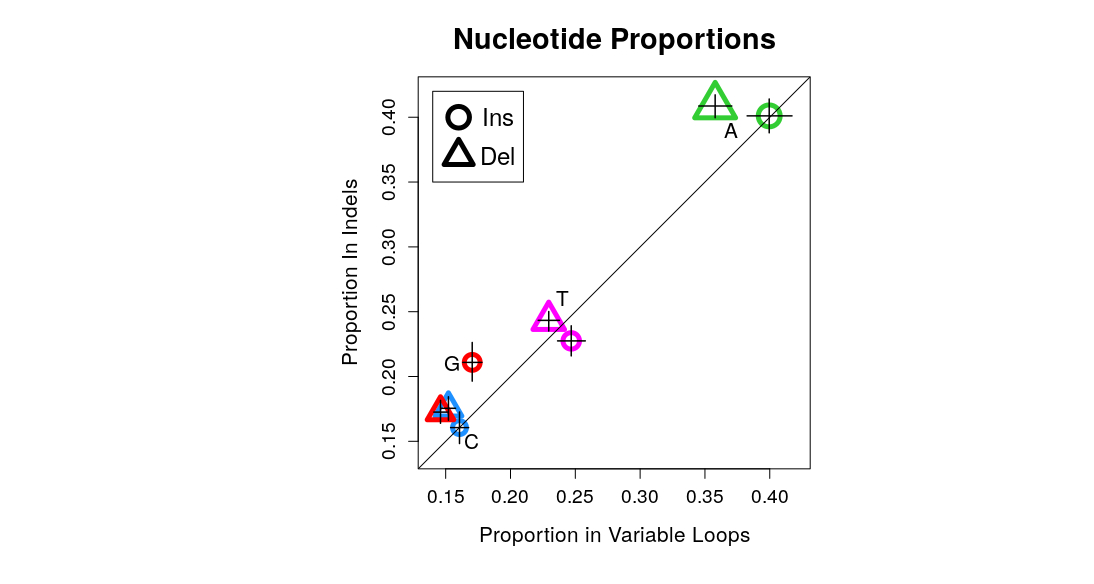 Nucleotide Proportions
Ins
Del
A
T
G
C
Proportion In Indels
0.40
0.35
0.30
0.25
0.20
0.15
0.15 0.20 0.25 0.30 0.35 0.40
Proportion in Variable Loops